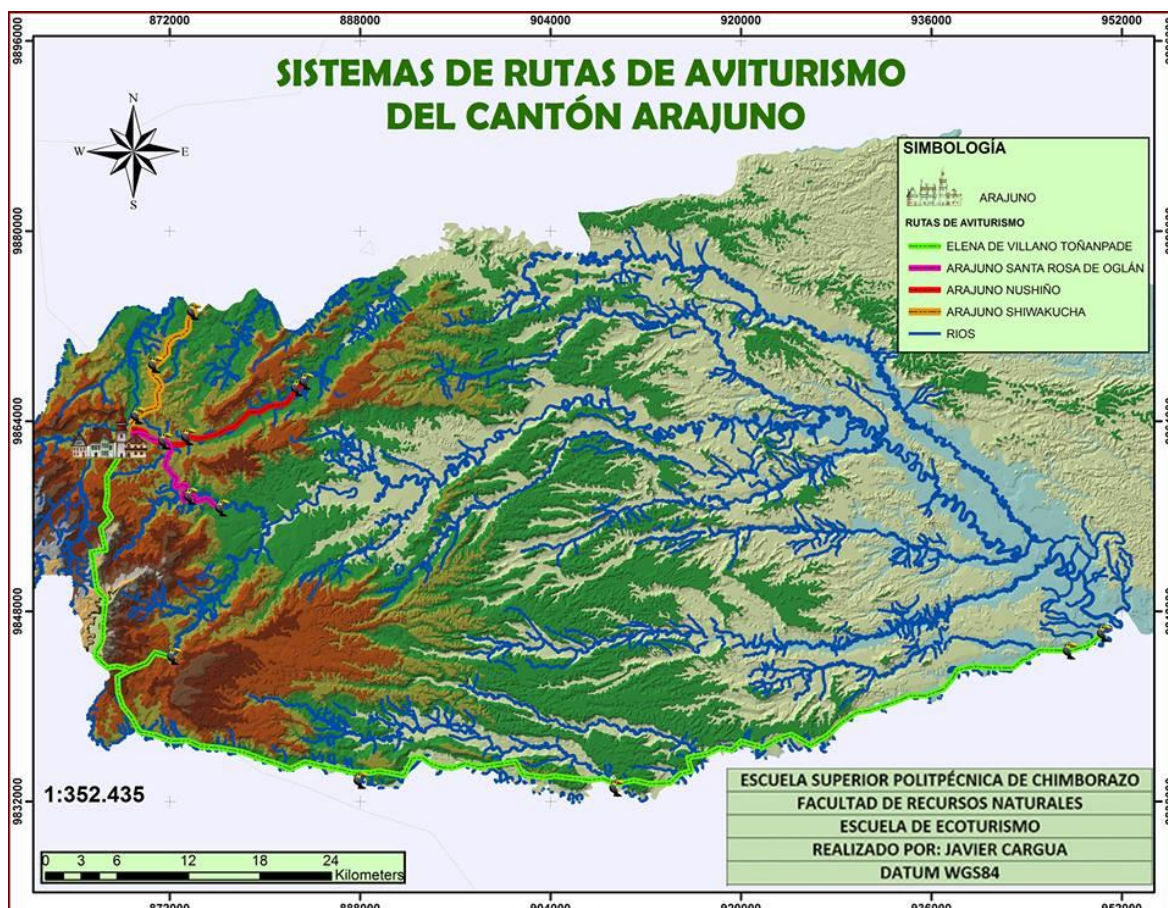 872000 888000 904000 920000 936000 952000
9896000
SISTEMAS DE RUTAS DE AVITURISMO
DEL CANTÓN ARAJUNO
N
W E
S
SIMBOLOGÍA
ARAJUNO
RUTAS DE AVITURISMO
ELENA DE VILLANO TOÑANPADE
ARAJUNO SANTA ROSA DE OGLÁN
ARAJUNO NUSHIÑO
ARAJUNO SHIWAKUCHA
RIOS
9880000
9864000
9848000
9832000
1:352.435
0 3 6 12 18 24
Kilometers
ESCUELA SUPERIOR POLITPÉCNICA DE CHIMBORAZO
FACULTAD DE RECURSOS NATURALES
ESCUELA DE ECOTURISMO
REALIZADO POR: JAVIER CARGUA
DATUM WGS84
872000 888000 904000 920000 936000 952000